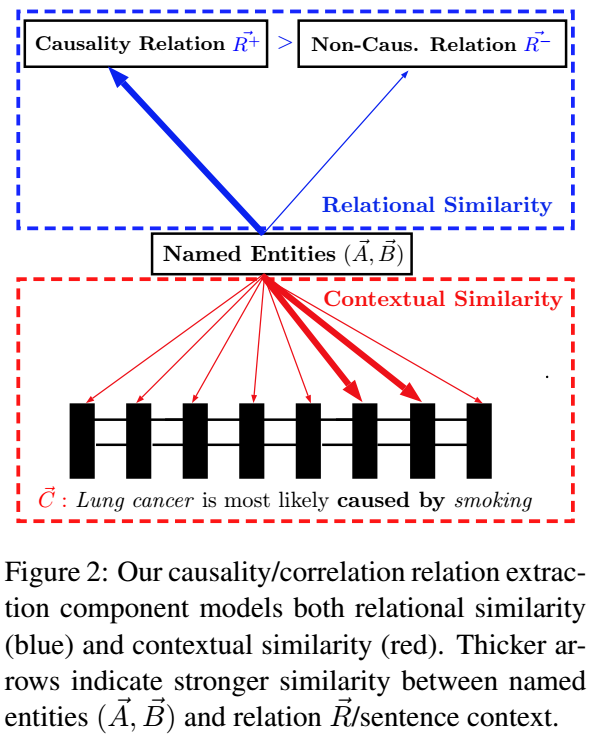 Causality Relation R⃗+ > Non-Caus. Relation R⃗−
Relational Similarity
Named Entities (A⃗, B⃗)
Contextual Similarity
.
C⃗ : Lung cancer is most likely caused by smoking
Figure 2: Our causality/correlation relation extrac-
tion component models both relational similarity
(blue) and contextual similarity (red). Thicker ar-
rows indicate stronger similarity between named
entities (A⃗, B⃗) and relation R⃗/sentence context.